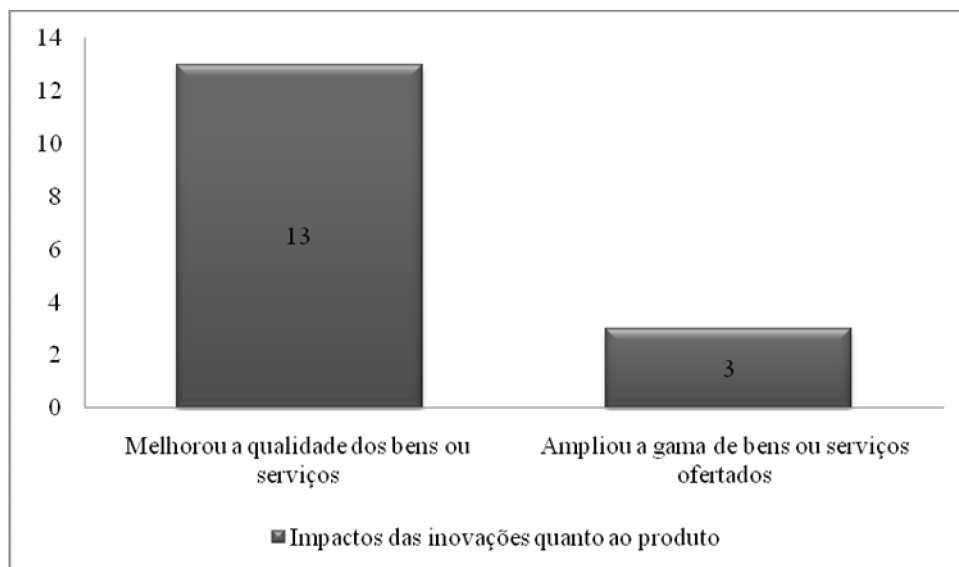 14
12
10
8
6
4
2
0
13
3
Melhorou a qualidade dos bens ou
serviços
Ampliou a gama de bens ou serviços
ofertados
Impactos das inovações quanto ao produto